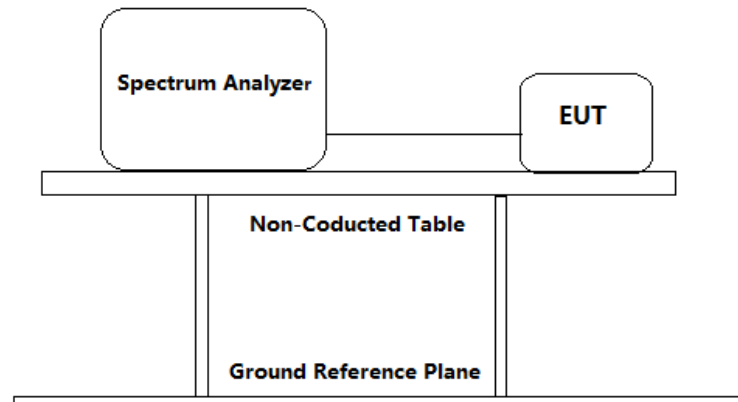 Spectrum Analyzer
EUT
Non-Coducted Table
Ground Reference Plane